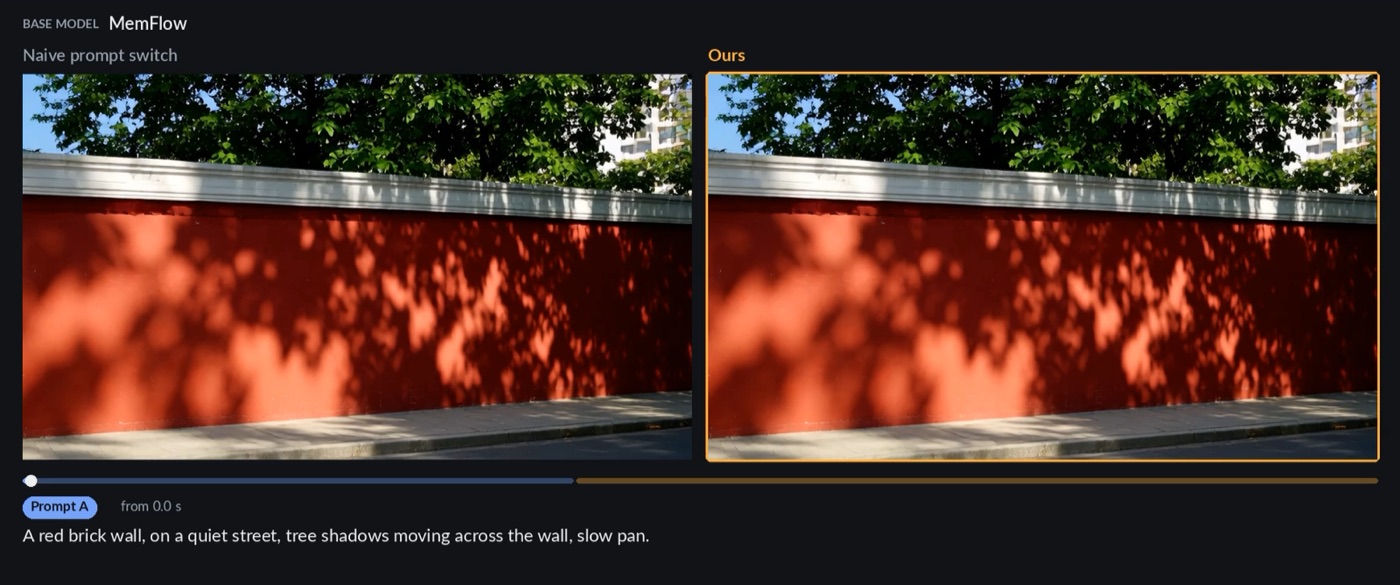 BASE MODEL MemFlow
Naive prompt switch
Ours
Prompt A from 0.0 s
A red brick wall, on a quiet street, tree shadows moving across the wall, slow pan.